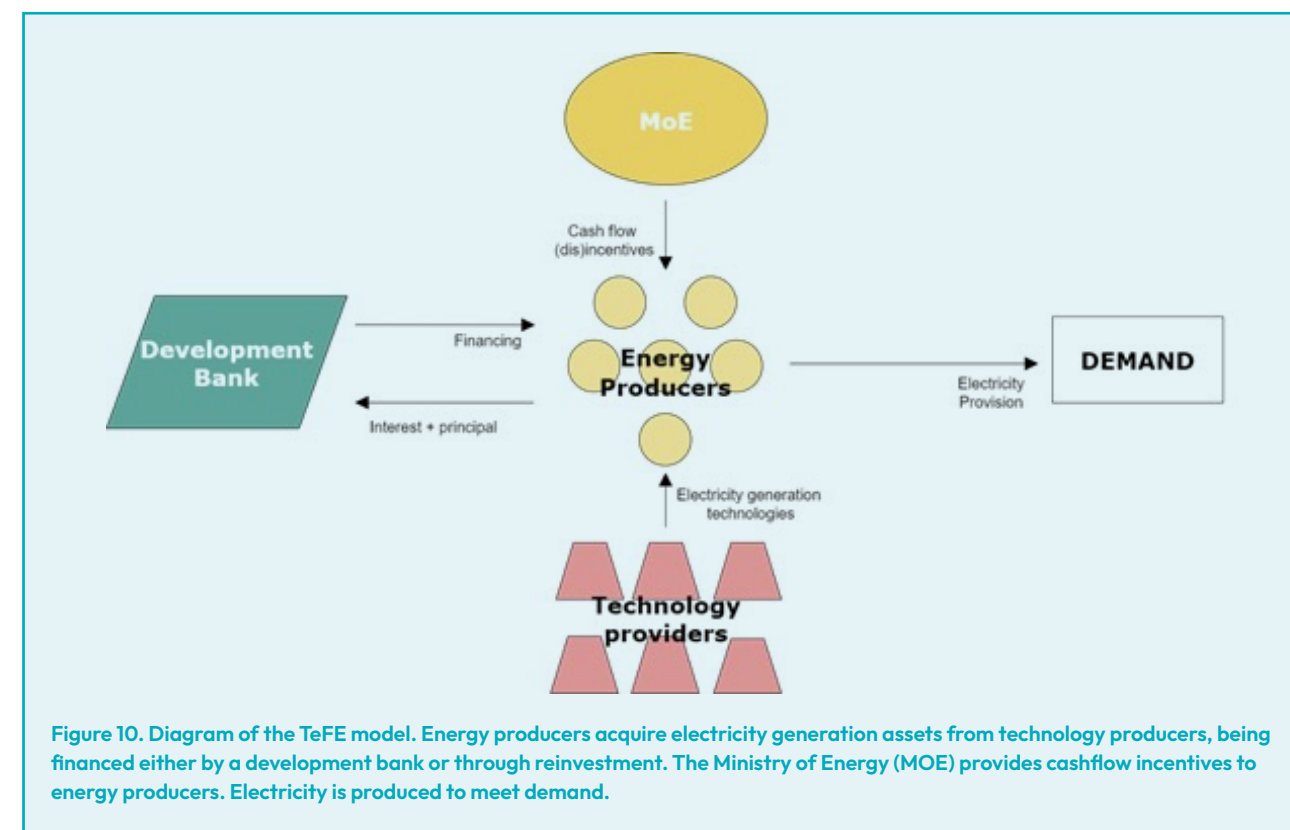 MoE
Cash flow
(dis)incentives
Development
Bank
Financing
Interest + principal
Energy
Producers
Electricity
Provision
DEMAND
Electricity generation
technologies
Technology
providers
Figure 10. Diagram of the TeFE model. Energy producers acquire electricity generation assets from technology producers, being
financed either by a development bank or through reinvestment. The Ministry of Energy (MOE) provides cashflow incentives to
energy producers. Electricity is produced to meet demand.